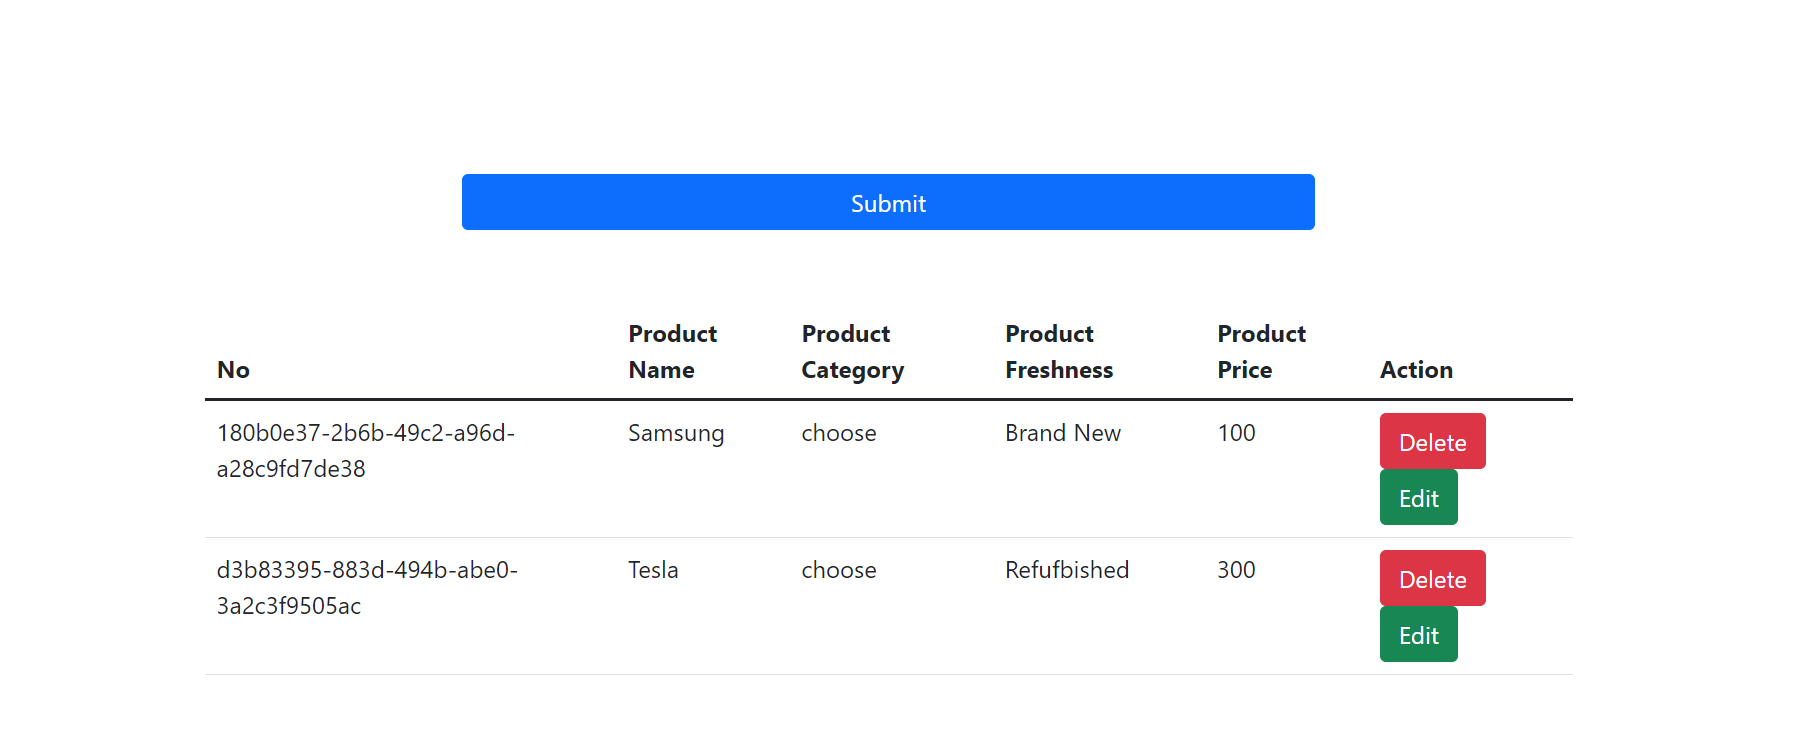 Submit
No Product Name Product Category Product Freshness Product Price Action
180b0e37-2b6b-49c2-a96d- Samsung choose Brand New 100 Delete
a28c9fd7de38
Edit
d3b83395-883d-494b-abe0- Tesla choose Refufbished 300 Delete
3a2c3f9505ac
Edit